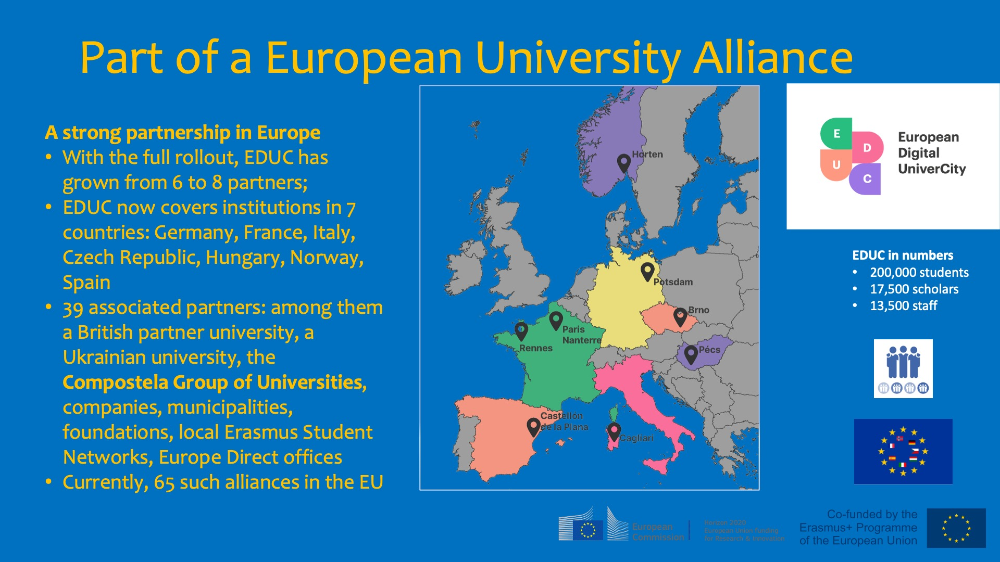 Part of a European University Alliance
A strong partnership in Europe
• With the full rollout, EDUC has
grown from 6 to 8 partners;
• EDUC now covers institutions in 7
countries: Germany, France, Italy,
Czech Republic, Hungary, Norway,
Spain
• 39 associated partners: among them
a British partner university, a
Ukrainian university, the
Compostela Group of Universities,
companies, municipalities,
foundations, local Erasmus Student
Networks, Europe Direct offices
• Currently, 65 such alliances in the EU
Horten
Potsdam
Brno
Paris
Nanterre
Rennes
Pécs
Castellón
de la Plana
Cagliari
E
D
U
C
European
Digital
UniverCity
EDUC in numbers
• 200,000 students
• 17,500 scholars
• 13,500 staff
European
Commission
Horizon 2020
European Union funding
for Research & Innovation
Co-funded by the
Erasmus+ Programme
of the European Union